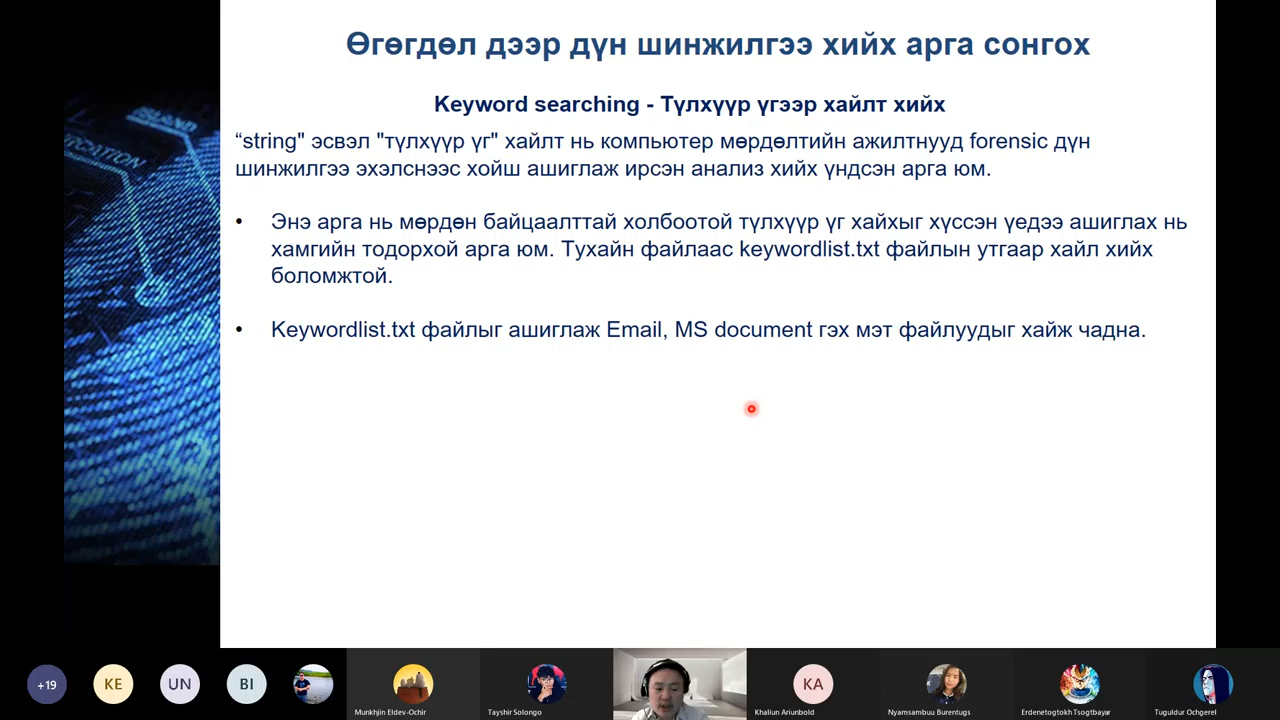 Өгөгдөл дээр дүн шинжилгээ хийх арга сонгох
Keyword searching - Түлхүүр үгээр хайлт хийх
“string" эсвэл "түлхүүр үг" хайлт нь компьютер мөрдөлтийн ажилтнууд forensic дүн
шинжилгээ эхэлснээс хойш ашиглаж ирсэн анализ хийх үндсэн арга юм.
• Энэ арга нь мөрдөн байцаалттай холбоотой түлхүүр үг хайхыг хүссэн үедээ ашиглах нь
хамгийн тодорхой арга юм. Тухайн файлаас keywordlist.txt файлын утгаар хайл хийх
боломжтой.
• Keywordlist.txt файлыг ашиглаж Email, MS document гэх мэт файлуудыг хайж чадна.
+19
KE
UN
BI
KA
Munkhjin Eldev-Ochir
Tayshir Solongo
Khaliun Ariunbold
Nyamsambuu Burentugs
Erdenetogtokh Tsogtbayar
Tuguldur Ochgerel